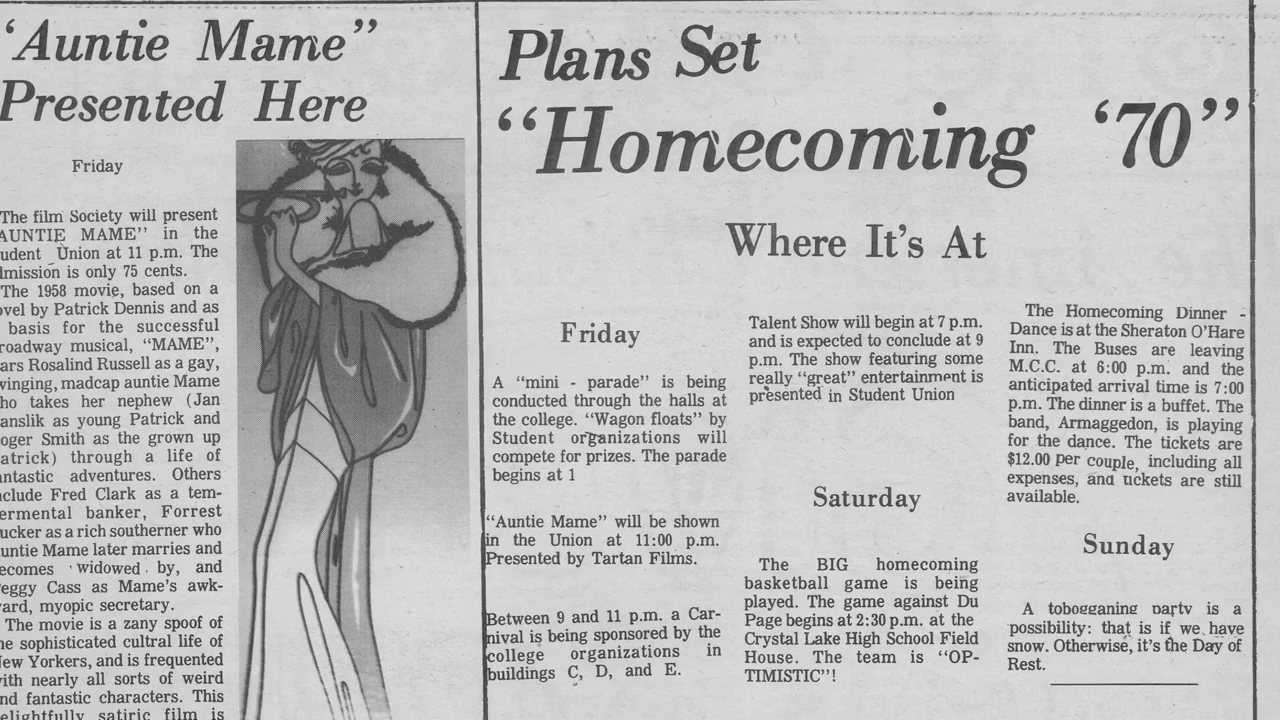 ‘Auntie Mame”
Presented Here
Friday
The film Society will present
AUNTIE MAME” in the
udent Union at 11 p.m. The
lmission is only 75 cents.
The 1958 movie, based on a
ovel by Patrick Dennis and as
basis for the successful
roadway musical, “MAME”,
ars Rosalind Russell as a gay,
winging, madcap auntie Mame
ho takes her nephew (Jan
anslik as young Patrick and
oger Smith as the grown up
atrick) through a life of
antastic adventures. Others
nclude Fred Clark as a tem-
ermental banker, Forrest
ucker as a rich southerner who
untie Mame later marries and
ecomes widowed by, and
eggy Cass as Mame’s awk-
ard, myopic secretary.
The movie is a zany spoof of
he sophisticated cultral life of
ew Yorkers, and is frequented
ith nearly all sorts of weird
nd fantastic characters. This
elightfully satiric film is
Plans Set
“Homecoming ‘70”
Where It’s At
Friday
A “mini - parade” is being
conducted through the halls at
the college. “Wagon floats” by
Student organizations will
compete for prizes. The parade
begins at 1
“Auntie Mame” will be shown
in the Union at 11:00 p.m.
Presented by Tartan Films.
Between 9 and 11 p.m. a Car-
nival is being sponsored by the
college organizations in
buildings C, D, and E.
Talent Show will begin at 7 p.m.
and is expected to conclude at 9
p.m. The show featuring some
really “great” entertainment is
presented in Student Union
Saturday
The BIG homecoming
basketball game is being
played. The game against Du
Page begins at 2:30 p.m. at the
Crystal Lake High School Field
House. The team is “OP-
TIMISTIC”!
The Homecoming Dinner -
Dance is at the Sheraton O’Hare
Inn. The Buses are leaving
M.C.C. at 6:00 p.m. and the
anticipated arrival time is 7:00
p.m. The dinner is a buffet. The
band, Armaggedon, is playing
for the dance. The tickets are
$12.00 per couple, including all
expenses, and tickets are still
available.
Sunday
A tobogganing party is a
possibility: that is if we have
snow. Otherwise, it’s the Day of
Rest.